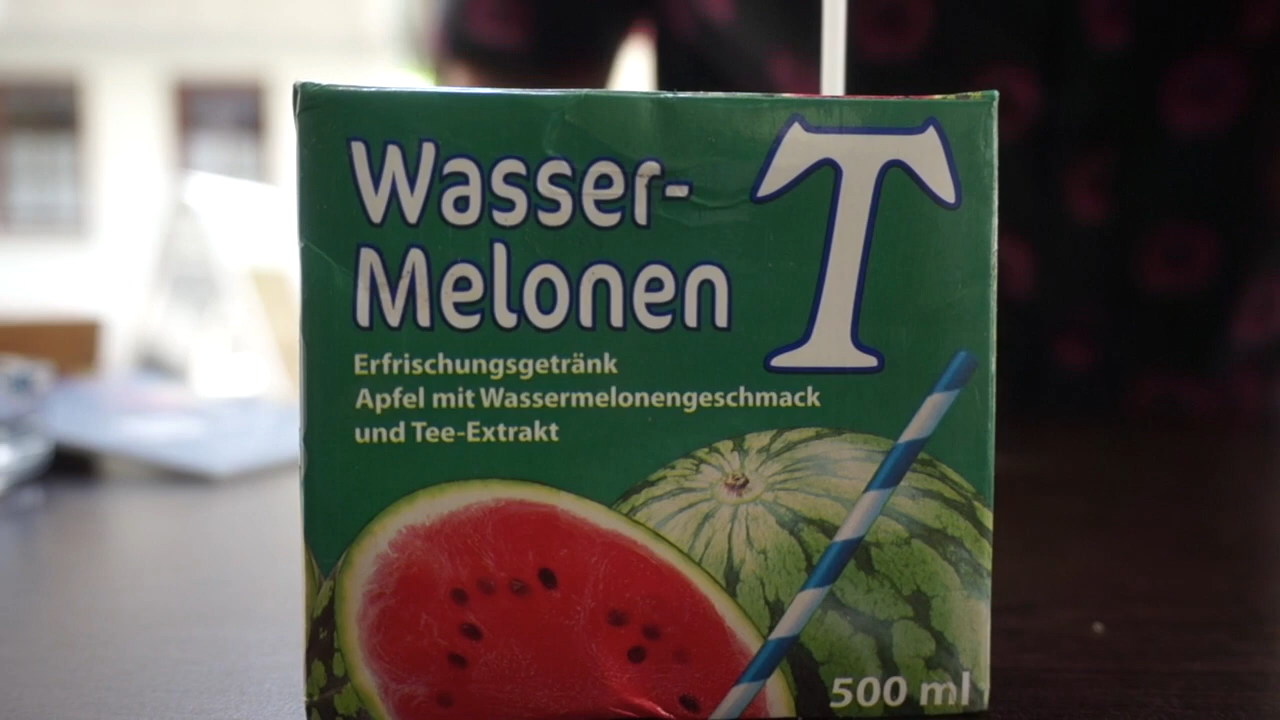 Wasser-
Melonen
T
Erfrischungsgetränk
Apfel mit Wassermelonengeschmack
und Tee-Extrakt
500 ml